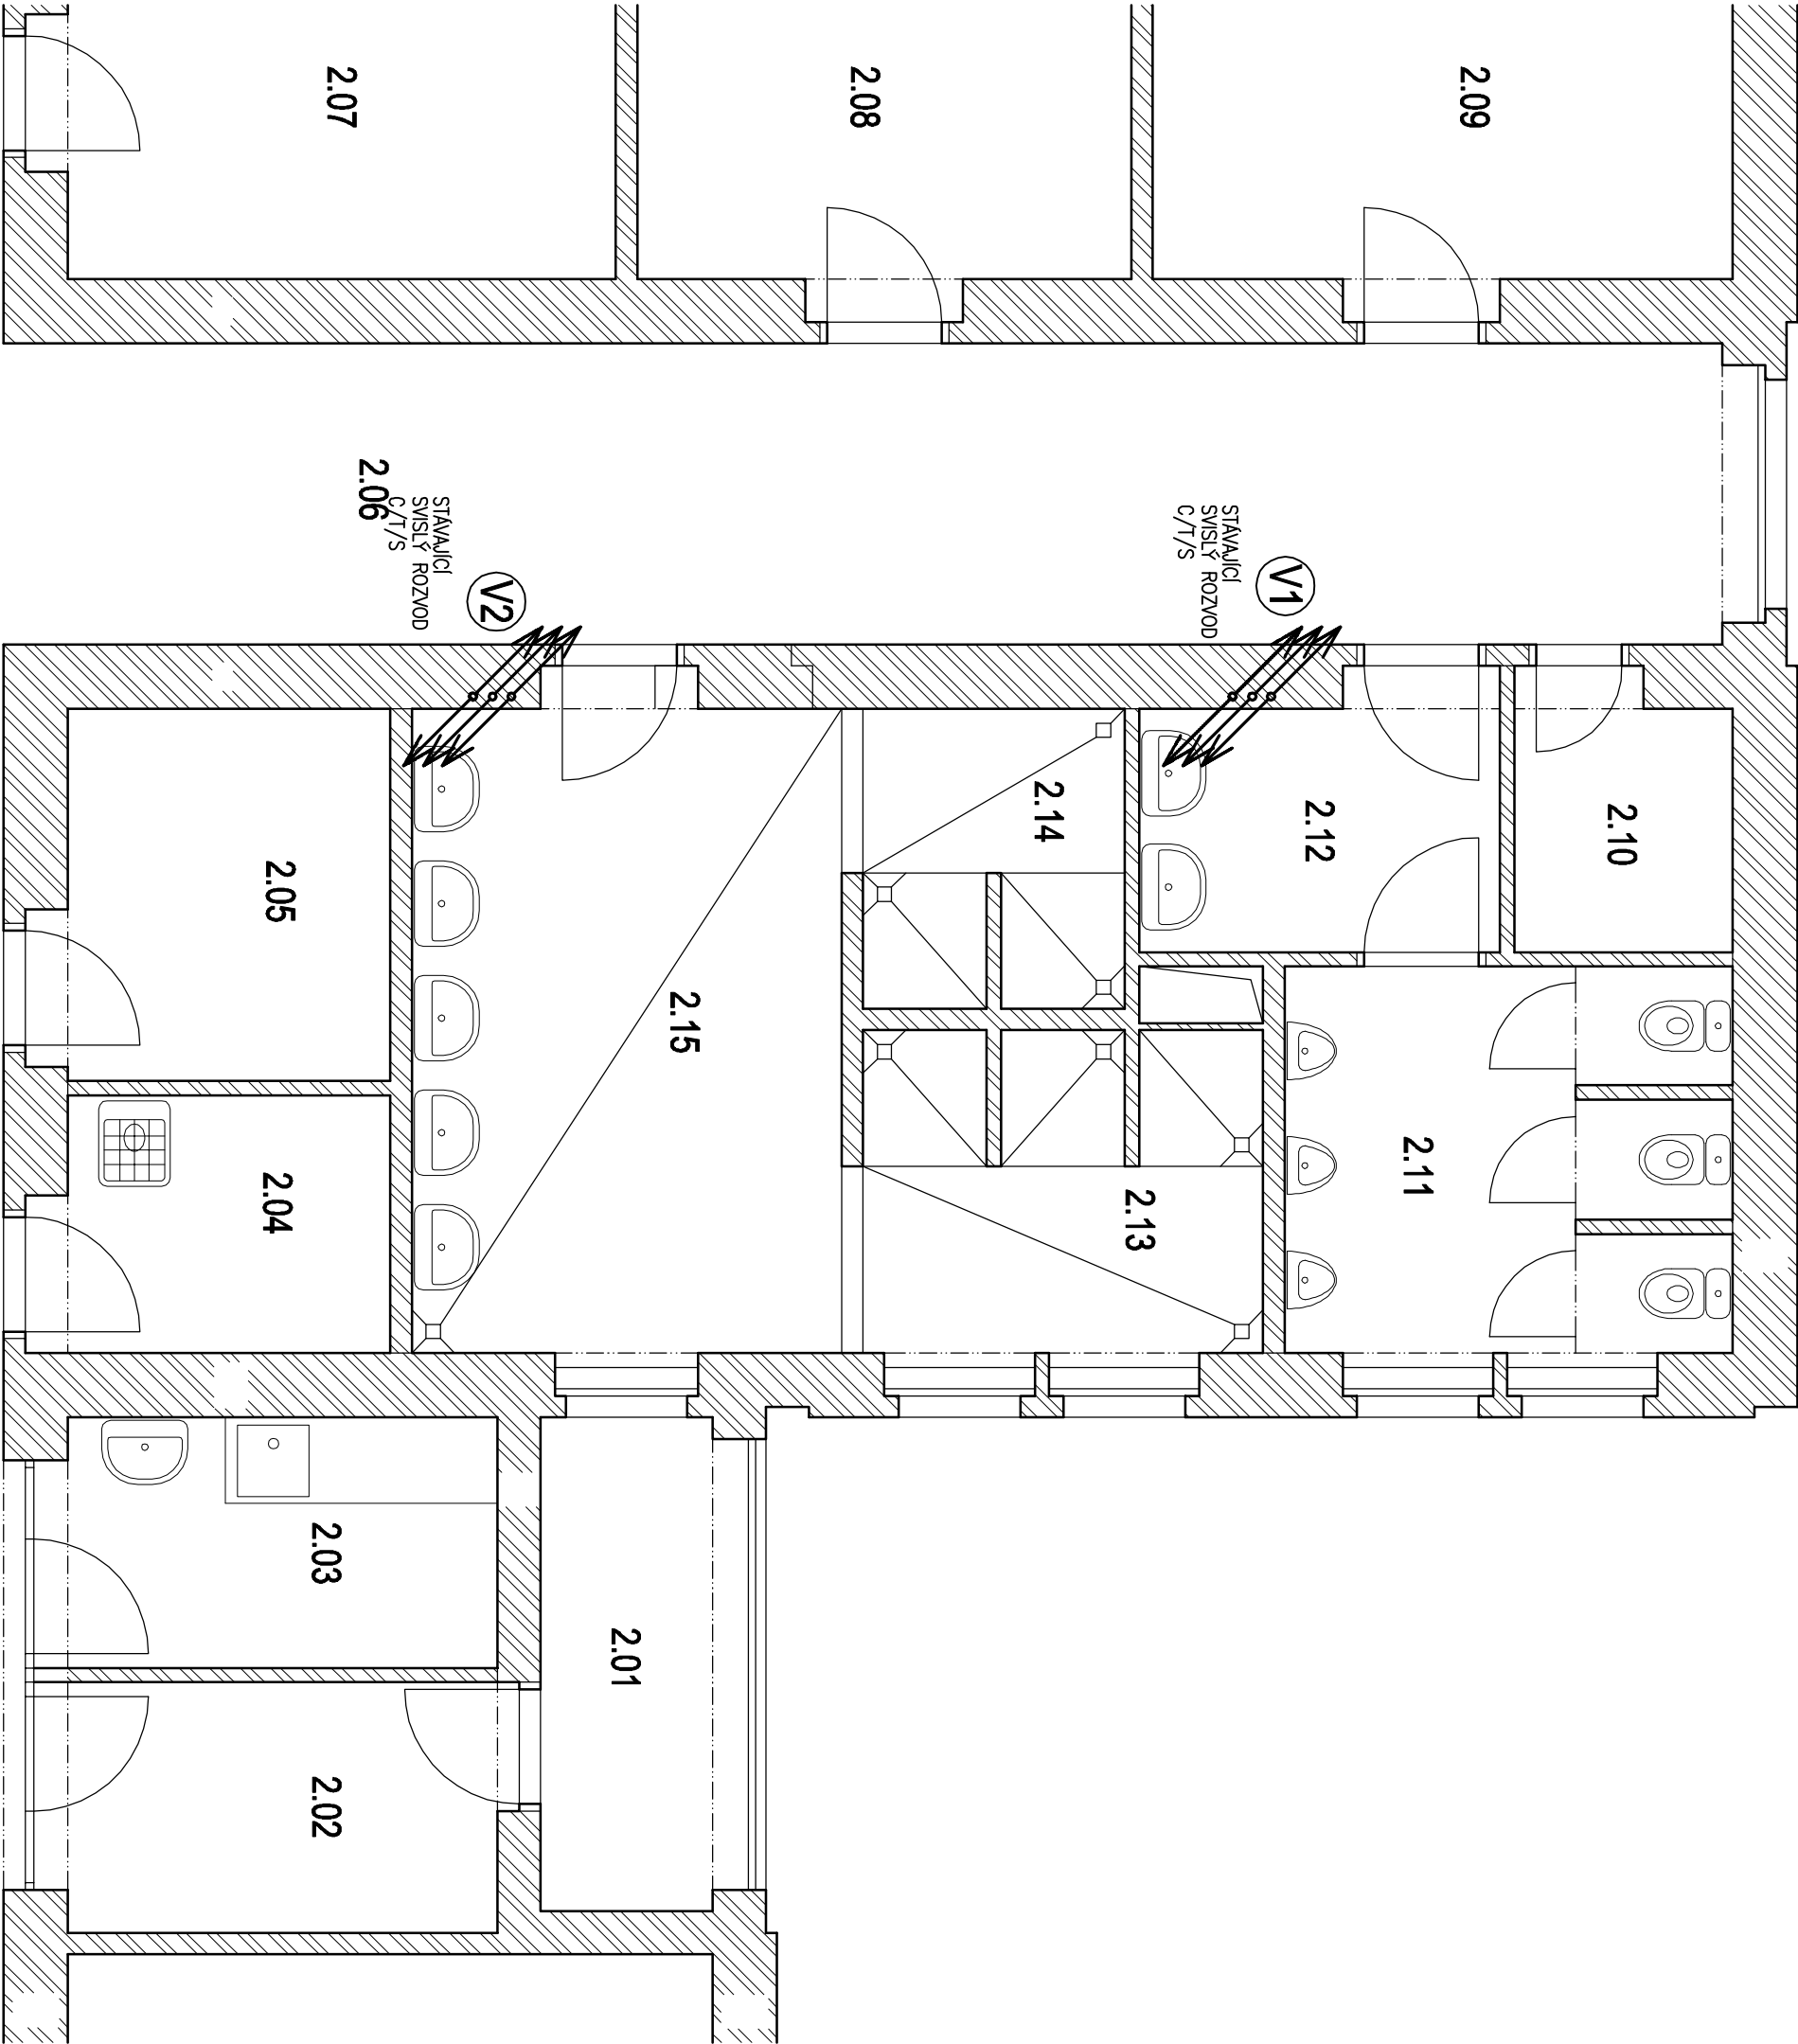 2.09
2.08
2.07
V1
STÁVAJÍCÍ
SVISLÝ ROZVOD
C/T/S
2.06
V2
STÁVAJÍCÍ
SVISLÝ ROZVOD
C/T/S
2.10
2.12
2.14
2.05
2.15
2.11
2.13
2.04
2.03
2.01
2.02